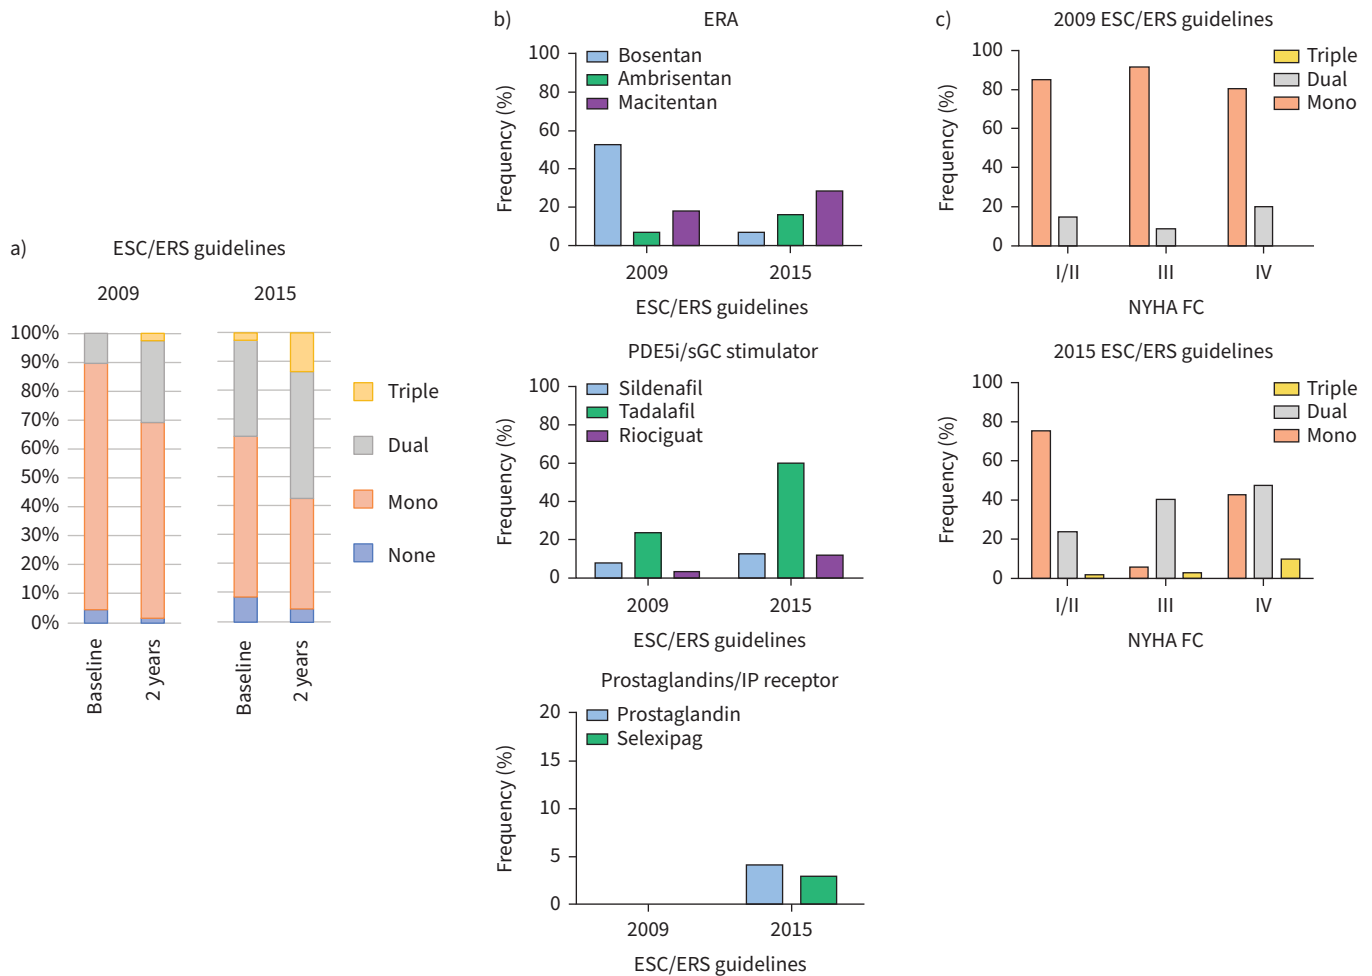 a)
ESC/ERS guidelines
2009
2015
100%
90%
80%
70%
60%
50%
40%
30%
20%
10%
0%
Baseline
2 years
Baseline
2 years
Triple
Dual
Mono
None
b)
ERA
Bosentan
Ambrisentan
Macitentan
Frequency (%)
100
80
60
40
20
0
2009
2015
ESC/ERS guidelines
PDE5i/sGC stimulator
Sildenafil
Tadalafil
Riociguat
Frequency (%)
100
80
60
40
20
0
2009
2015
ESC/ERS guidelines
Prostaglandins/IP receptor
Prostaglandin
Selexipag
Frequency (%)
20
15
10
5
0
2009
2015
ESC/ERS guidelines
c)
2009 ESC/ERS guidelines
Triple
Dual
Mono
Frequency (%)
100
80
60
40
20
0
I/II
III
IV
NYHA FC
2015 ESC/ERS guidelines
Triple
Dual
Mono
Frequency (%)
100
80
60
40
20
0
I/II
III
IV
NYHA FC